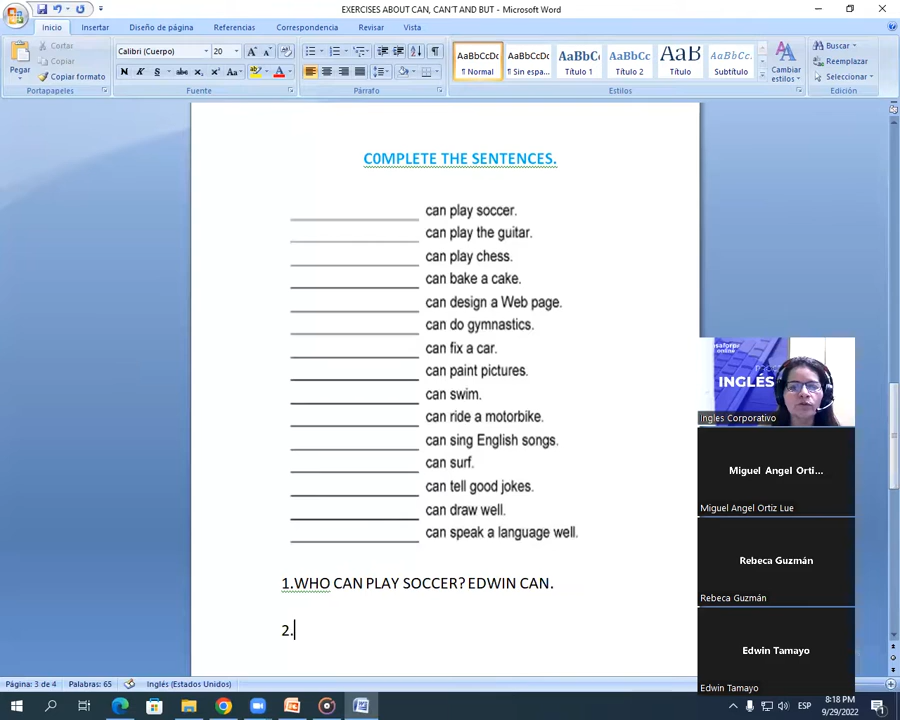 EXERCISES ABOUT CAN, CAN'T AND BUT - Microsoft Word
Inicio Insertar Diseño de página Referencias Correspondencia Revisar Vista
Pegar
Cortar
Copiar
Copiar formato
Portapapeles
Calibri (Cuerpo) 20
Fuente
Párrafo
AaBbCcDc AaBbCcDc AaBbC AaBbCc AaB AaBbCc.
¶ Normal ¶ Sin espa... Título 1 Título 2 Título Subtítulo
Cambiar estilos
Estilos
Buscar
Reemplazar
Seleccionar
Edición
C0MPLETE THE SENTENCES.
can play soccer.
can play the guitar.
can play chess.
can bake a cake.
can design a Web page.
can do gymnastics.
can fix a car.
can paint pictures.
can swim.
can ride a motorbike.
can sing English songs.
can surf.
can tell good jokes.
can draw well.
can speak a language well.
1.WHO CAN PLAY SOCCER? EDWIN CAN.
2.
online
INGLÉS
Ingles Corporativo
Miguel Angel Orti...
Miguel Angel Ortiz Lue
Rebeca Guzmán
Rebeca Guzmán
Edwin Tamayo
Edwin Tamayo
Página: 3 de 4 Palabras: 65 Inglés (Estados Unidos)
ESP
8:18 PM
9/29/2022